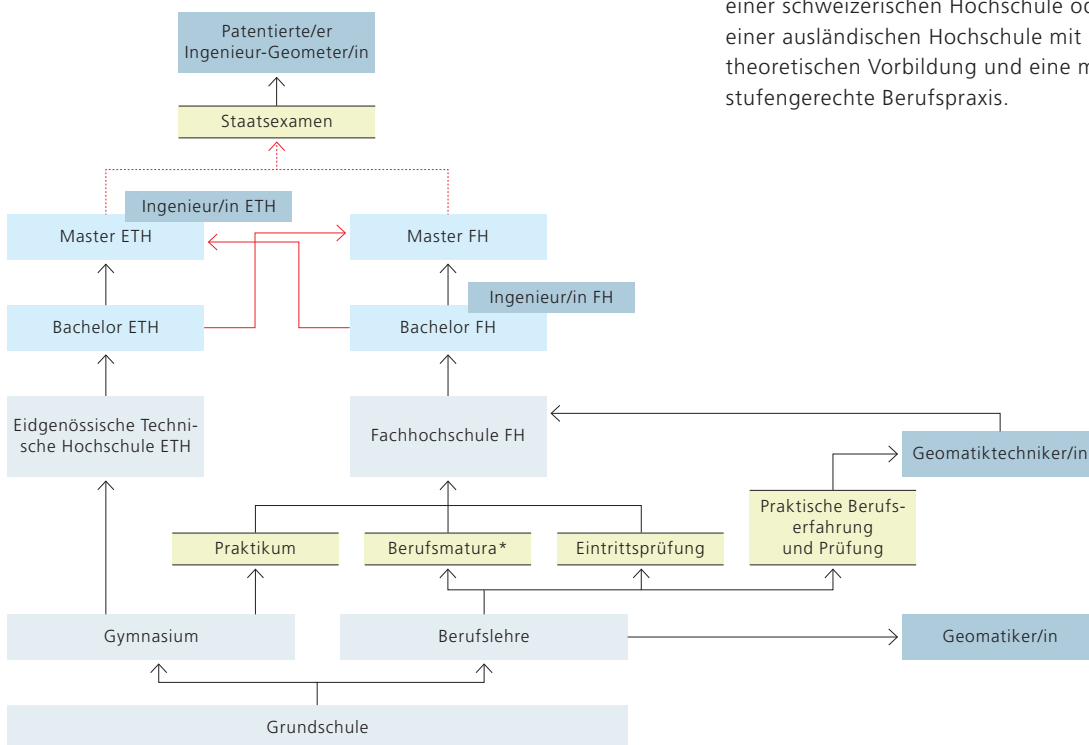 einer schweizerischen Hochschule
einer ausländischen Hochschule mit
theoretischen Vorbildung und eine
stufengerechte Berufspraxis.
Patentierte/er
Ingenieur-Geometer/in
Staatsexamen
Ingenieur/in ETH
Master ETH
Master FH
Ingenieur/in FH
Bachelor ETH
Bachelor FH
Eidgenössische Techni-
sche Hochschule ETH
Fachhochschule FH
Geomatiktechniker/in
Praktische Berufs-
erfahrung
und Prüfung
Praktikum
Berufsmatura*
Eintrittsprüfung
Gymnasium
Berufslehre
Geomatiker/in
Grundschule